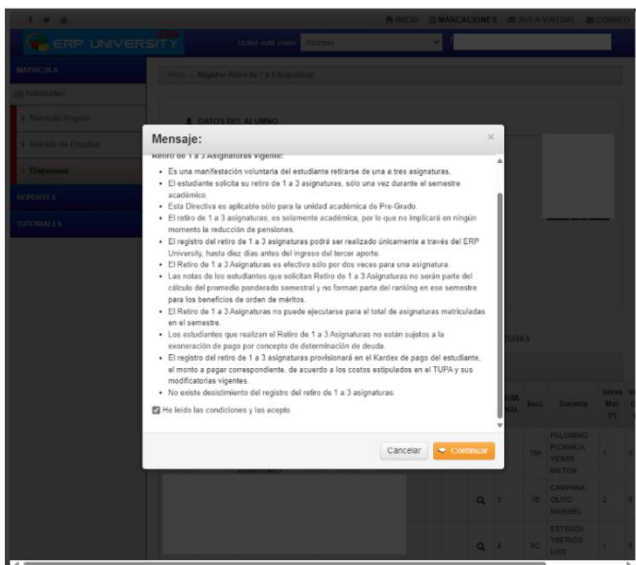 INICIO MARCACIONES AULA VIRTUAL CORREO
ERP UNIVERSITY Usted está como: Alumno
MATRICULA
Inicio » Registrar Retiro de 1 a 3 Asignaturas
Actividades
Matricula Regular
DATOS DEL ALUMNO
Mensaje:
Retiro de 1 a 3 Asignaturas Vigente:
• Es una manifestación voluntaria del estudiante retirarse de una a tres asignaturas.
• El estudiante solicita su retiro de 1 a 3 asignaturas, sólo una vez durante el semestre
académico.
• Esta Directiva es aplicable sólo para la unidad académica de Pre-Grado.
• El retiro de 1 a 3 asignaturas, es solamente académica, por lo que no implicará en ningún
momento la reducción de pensiones.
• El registro del retiro de 1 a 3 asignaturas podrá ser realizado únicamente a través del ERP
University, hasta diez días antes del ingreso del tercer aporte.
• El Retiro de 1 a 3 Asignaturas es efectivo sólo por dos veces para una asignatura.
• Las notas de los estudiantes que solicitan Retiro de 1 a 3 Asignaturas no serán parte del
cálculo del promedio ponderado semestral y no forman parte del ranking en ese semestre
para los beneficios de orden de méritos.
• El Retiro de 1 a 3 Asignaturas no puede ejecutarse para el total de asignaturas matriculadas
en el semestre.
• Los estudiantes que realizan el Retiro de 1 a 3 Asignaturas no están sujetos a la
exoneración de pago por concepto de determinación de deuda.
• El registro del retiro de 1 a 3 asignaturas provisionará en el Kardex de pago del estudiante,
el monto a pagar correspondiente, de acuerdo a los costos estipulados en el TUPA y sus
modificatorias vigentes.
• No existe desistimiento del registro del retiro de 1 a 3 asignaturas.
He leído las condiciones y las acepto.
Cancelar Continuar
Dispensas
REPORTES
TUTORIALES
Secc. Docente Veces
Mat.
PALOMINO
MILTON
7B
OLIVO 2
MARIBEL
ESTRADA
LUIS